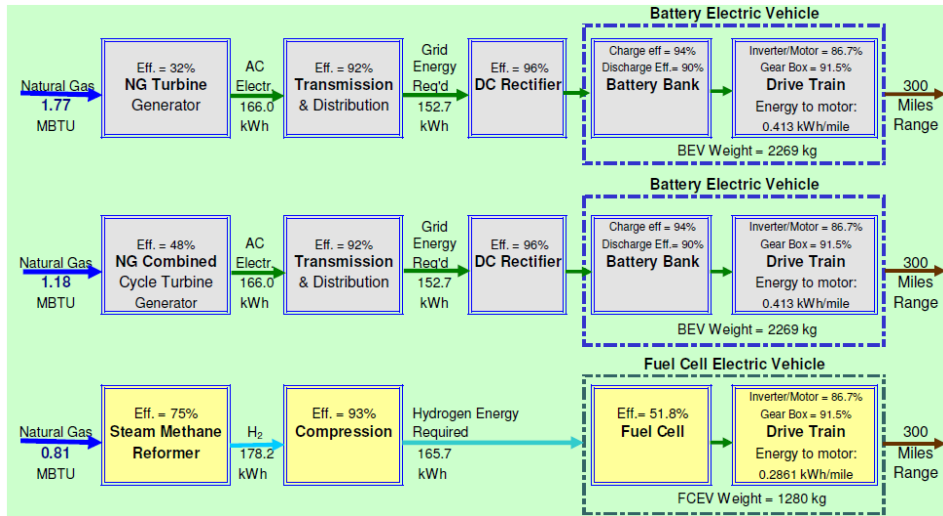 Battery Electric Vehicle
Natural Gas
1.77
MBTU
Eff. = 32%
NG Turbine
Generator
AC
Electr.
166.0
kWh
Eff. = 92%
Transmission
& Distribution
Grid
Energy
Req'd
152.7
kWh
Eff. = 96%
DC Rectifier
Charge eff = 94%
Discharge Eff.= 90%
Battery Bank
Inverter/Motor = 86.7%
Gear Box = 91.5%
Drive Train
Energy to motor:
0.413 kWh/mile
BEV Weight = 2269 kg
300
Miles
Range
Battery Electric Vehicle
Natural Gas
1.18
MBTU
Eff. = 48%
NG Combined
Cycle Turbine
Generator
AC
Electr.
166.0
kWh
Eff. = 92%
Transmission
& Distribution
Grid
Energy
Req'd
152.7
kWh
Eff. = 96%
DC Rectifier
Charge eff = 94%
Discharge Eff.= 90%
Battery Bank
Inverter/Motor = 86.7%
Gear Box = 91.5%
Drive Train
Energy to motor:
0.413 kWh/mile
BEV Weight = 2269 kg
300
Miles
Range
Fuel Cell Electric Vehicle
Natural Gas
0.81
MBTU
Eff. = 75%
Steam Methane
Reformer
H2
178.2
kWh
Eff. = 93%
Compression
Hydrogen Energy
Required
165.7
kWh
Eff.= 51.8%
Fuel Cell
Inverter/Motor = 86.7%
Gear Box = 91.5%
Drive Train
Energy to motor:
0.2861 kWh/mile
FCEV Weight = 1280 kg
300
Miles
Range